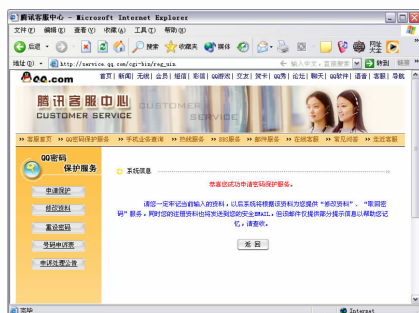 腾讯客服中心 - Microsoft Internet Explorer
文件(F) 编辑(E) 查看(V) 收藏(A) 工具(T) 帮助(H)
后退 搜索 收藏夹 媒体
地址(D) http://service.qq.com/cgi-bin/reg_uin 转到 链接
QQ.com 首页 | 新闻 | 无线 | 会员 | 短信 | 彩信 | QQ游戏 | 交友 | 贺卡 | QQ秀 | 论坛 | 聊天 | QQ软件 | 语音 | 客服 | 导航
腾讯客服中心
CUSTOMER SERVICE
CUSTOMER
SERVICE
>> 客服首页 >> QQ密码保护服务 >> 手机业务查询 >> 热线服务 >> BBS服务 >> 邮件服务 >> 在线客服 >> 常见问答 >> 走近客服
QQ密码
保护服务
申请保护
修改资料
重设密码
号码申诉表
申诉处理公告
系统信息
恭喜您成功申请密码保护服务。
请您一定牢记当前输入的资料,以后系统将根据该资料为您提供“修改资料”、“取回密
码”服务,同时您的注册资料也将发送到您的安全EMAIL,但该邮件仅提供部分提示信息以帮助您记
忆,请查收。
返 回
完毕 Internet